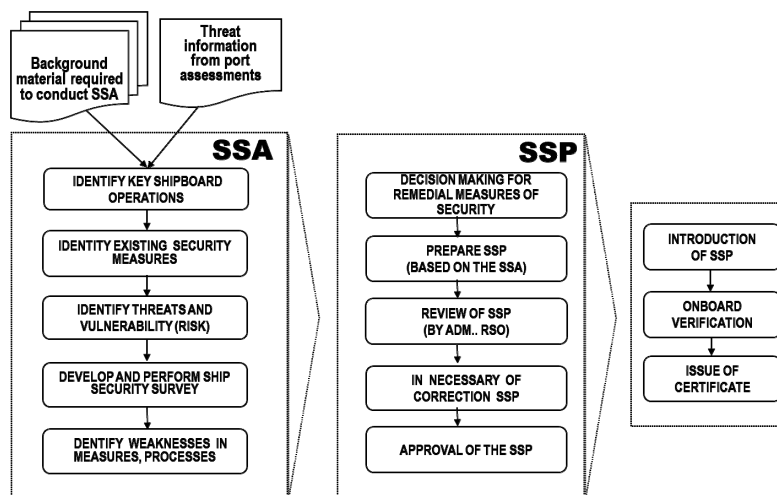 Background
material required
to conduct SSA
Threat
information
from port
assessments
SSA
IDENTIFY KEY SHIPBOARD
OPERATIONS
IDENTITY EXISTING SECURITY
MEASURES
IDENTIFY THREATS AND
VULNERABILITY (RISK)
DEVELOP AND PERFORM SHIP
SECURITY SURVEY
DENTIFY WEAKNESSES IN
MEASURES, PROCESSES
SSP
DECISION MAKING FOR
REMEDIAL MEASURES OF
SECURITY
PREPARE SSP
(BASED ON THE SSA)
REVIEW OF SSP
(BY ADM.. RSO)
IN NECESSARY OF
CORRECTION SSP
APPROVAL OF THE SSP
INTRODUCTION
OF SSP
ONBOARD
VERIFICATION
ISSUE OF
CERTIFICATE